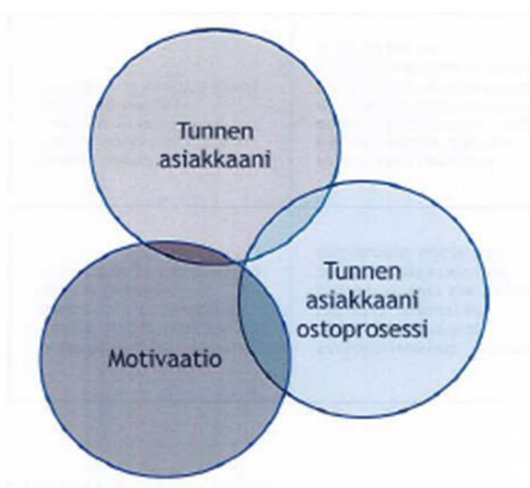 Tunnen
asiakkaani
Tunnen
asiakkaani
ostoprosessi
Motivaatio